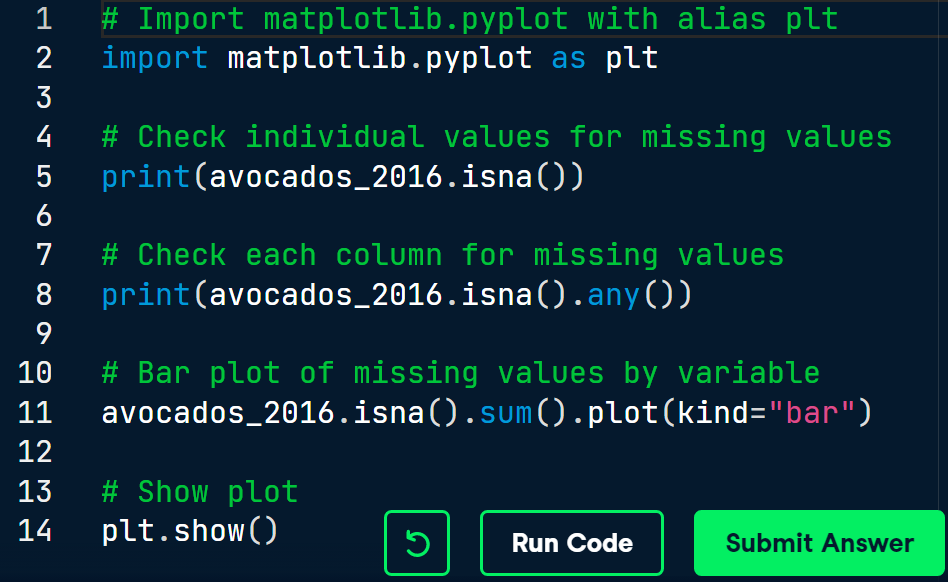 1 # Import matplotlib.pyplot with alias plt
2 import matplotlib.pyplot as plt
3
4 # Check individual values for missing values
5 print(avocados_2016.isna())
6
7 # Check each column for missing values
8 print(avocados_2016.isna().any())
9
10 # Bar plot of missing values by variable
11 avocados_2016.isna().sum().plot(kind="bar")
12
13 # Show plot
14 plt.show()
Run Code
Submit Answer